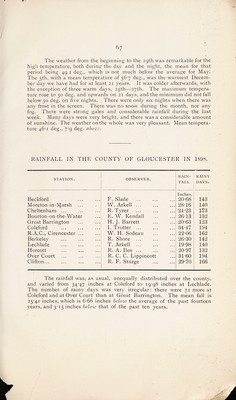 97
The weather from the beginning to the 19th was remarkable for the
high temperature, both during the day and the night, the mean for that
period being 49.1 deg., which is not much below the average for May.
The 5th, with a mean temperature of 56.7 deg., was the warmest Decem-
ber day we have had for at least 21 years. It was colder afterwards, with
the exception of three warm days, 15th—17th. The maximum tempera-
ture rose to 50 deg. and upwards on 21 days, and the minimum did not fall
below 50 deg. on five nights. There were only six nights when there was
any frost in the screen. There was no snow during the month, nor any
fog. There were strong gales and considerable rainfall during the last
week. Many days were very bright, and there was a considerable amount
of sunshine. The weather on the whole was very pleasant. Mean tempera-
ture 46.1 deg., 7.9 deg. above.
RAINFALL IN THE COUNTY OF GLOUCESTER IN 1898.
STATION. OBSERVER. RAIN-FALL RAINY DAYS.
Inches.
Beckford ... F. Slade ... 20.68 143
Moreton-in-Marsh W. Arkell ... 28.16 140
Cheltenham ... R. Tyrer ... 24.23 173
Bourton-on-the-Water E. W. Kendall 26.13 132
Great Barrington H. J. Barrett 20.63 123
Coleford ... I. Trotter ... 34.47 194
R.A.C., Cirencester ... W. H. Sodeau ... 22.06 162
Berkeley ... R. Shore ... 26.30 142
Lechlade ... T. Arkell ... 19.98 140
Horcott ... R. A. Iles ... 20.97 132
Over Court ... R. C. C. Lippincott 31.60 194
Clifton ... R. F. Sturge ... 29.70 166
The rainfall was, as usual, unequally distributed over the county,
and varied from 34.47 inches at Coleford to 19.98 inches at Lechlade.
The number of rainy days was very irregular: there were 71 more at
Coleford and at Over Court than at Great Barrington. The mean fall is
25.41 inches, which is 6.66 inches below the average of the past fourteen
years, and 3.15 inches below that of the past ten years.